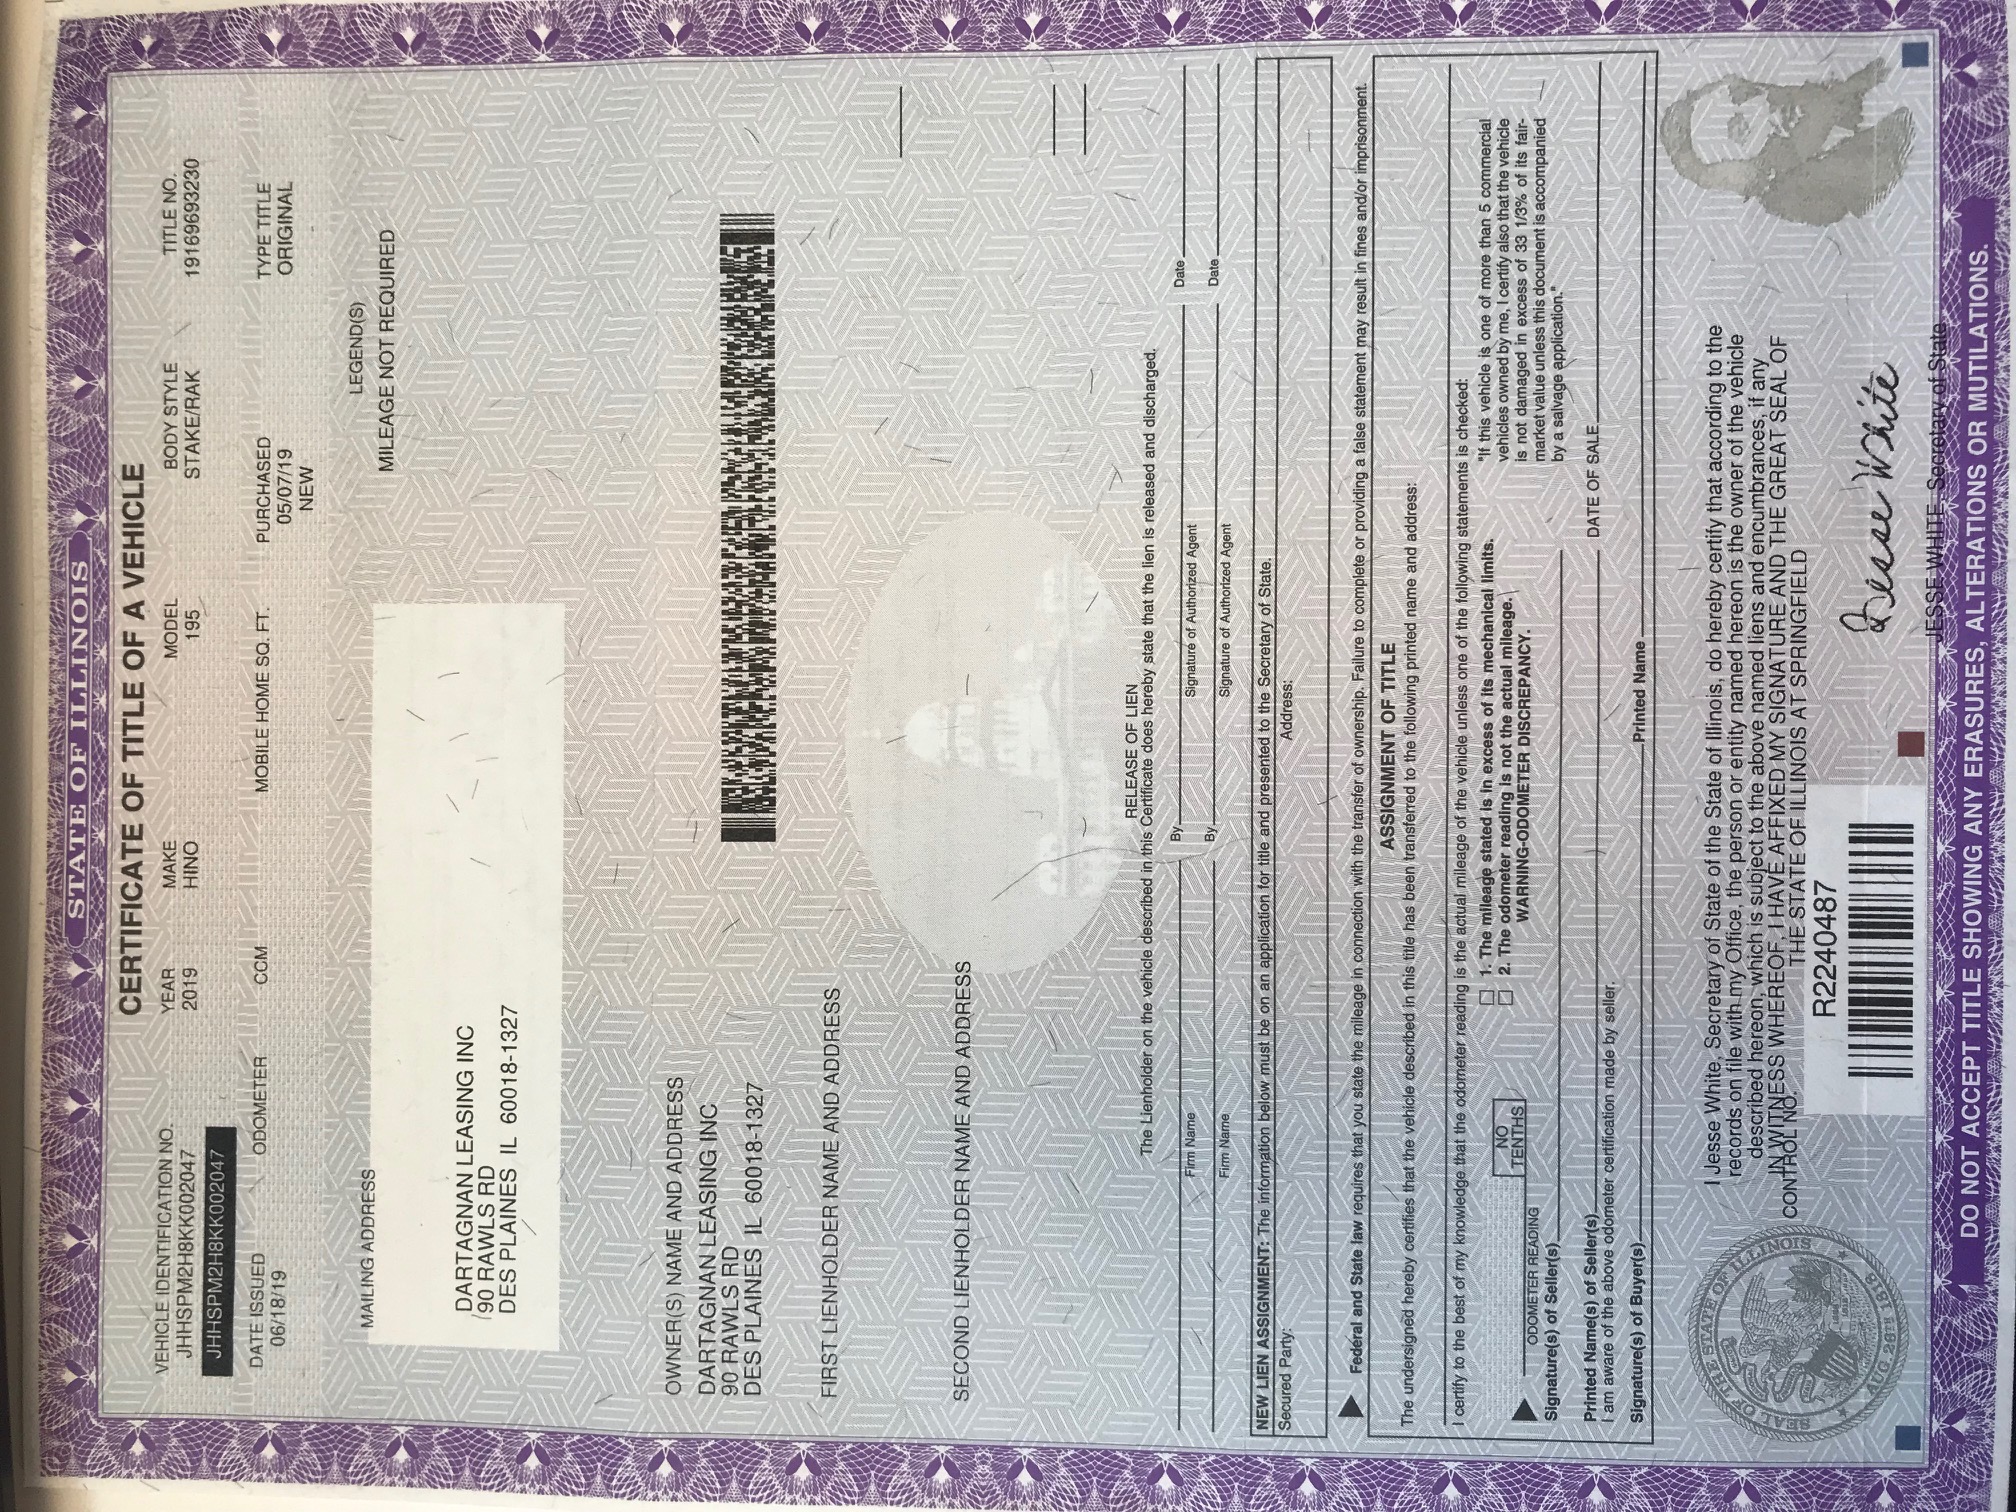 STATE OF ILLINOIS
CERTIFICATE OF TITLE OF A VEHICLE
VEHICLE IDENTIFICATION NO. YEAR MAKE MODEL BODY STYLE TITLE NO.
JHHSPM2H8KK002047 2019 HINO 195 STAKE/RAK 19169693230
JHHSPM2H8KK002047
DATE ISSUED ODOMETER CCM MOBILE HOME SQ. FT. PURCHASED TYPE TITLE
06/18/19 05/07/19 ORIGINAL
NEW
MAILING ADDRESS LEGEND(S)
MILEAGE NOT REQUIRED
DARTAGNAN LEASING INC
90 RAWLS RD
DES PLAINES IL 60018-1327
OWNER(S) NAME AND ADDRESS
DARTAGNAN LEASING INC
90 RAWLS RD
DES PLAINES IL 60018-1327
FIRST LIENHOLDER NAME AND ADDRESS
SECOND LIENHOLDER NAME AND ADDRESS
RELEASE OF LIEN
The Lienholder on the vehicle described in this Certificate does hereby state that the lien is released and discharged.
By Date
Firm Name Signature of Authorized Agent
By Date
Firm Name Signature of Authorized Agent
NEW LIEN ASSIGNMENT: The information below must be on an application for title and presented to the Secretary of State.
Secured Party: Address:
Federal and State law requires that you state the mileage in connection with the transfer of ownership. Failure to complete or providing a false statement may result in fines and/or imprisonment.
ASSIGNMENT OF TITLE
The undersigned hereby certifies that the vehicle described in this title has been transferred to the following printed name and address:
I certify to the best of my knowledge that the odometer reading is the actual mileage of the vehicle unless one of the following statements is checked:
1. The mileage stated is in excess of its mechanical limits.
2. The odometer reading is not the actual mileage.
WARNING-ODOMETER DISCREPANCY.
"If this vehicle is one of more than 5 commercial
vehicles owned by me, I certify also that the vehicle
is not damaged in excess of 33 1/3% of its fair-
market value unless this document is accompanied
by a salvage application."
NO
TENTHS
ODOMETER READING
Signature(s) of Seller(s)
Printed Name(s) of Seller(s) DATE OF SALE
I am aware of the above odometer certification made by seller.
Signature(s) of Buyer(s) Printed Name
I Jesse White, Secretary of State of the State of Illinois, do hereby certify that according to the
records on file with my Office, the person or entity named hereon is the owner of the vehicle
described hereon, which is subject to the above named liens and encumbrances, if any
IN WITNESS WHEREOF, I HAVE AFFIXED MY SIGNATURE AND THE GREAT SEAL OF
THE STATE OF ILLINOIS AT SPRINGFIELD
CONTROL NO.
R2240487
SEAL OF THE STATE OF ILLINOIS
AUG. 26TH 1818
Jesse White
JESSE WHITE, Secretary of State
DO NOT ACCEPT TITLE SHOWING ANY ERASURES, ALTERATIONS OR MUTILATIONS.